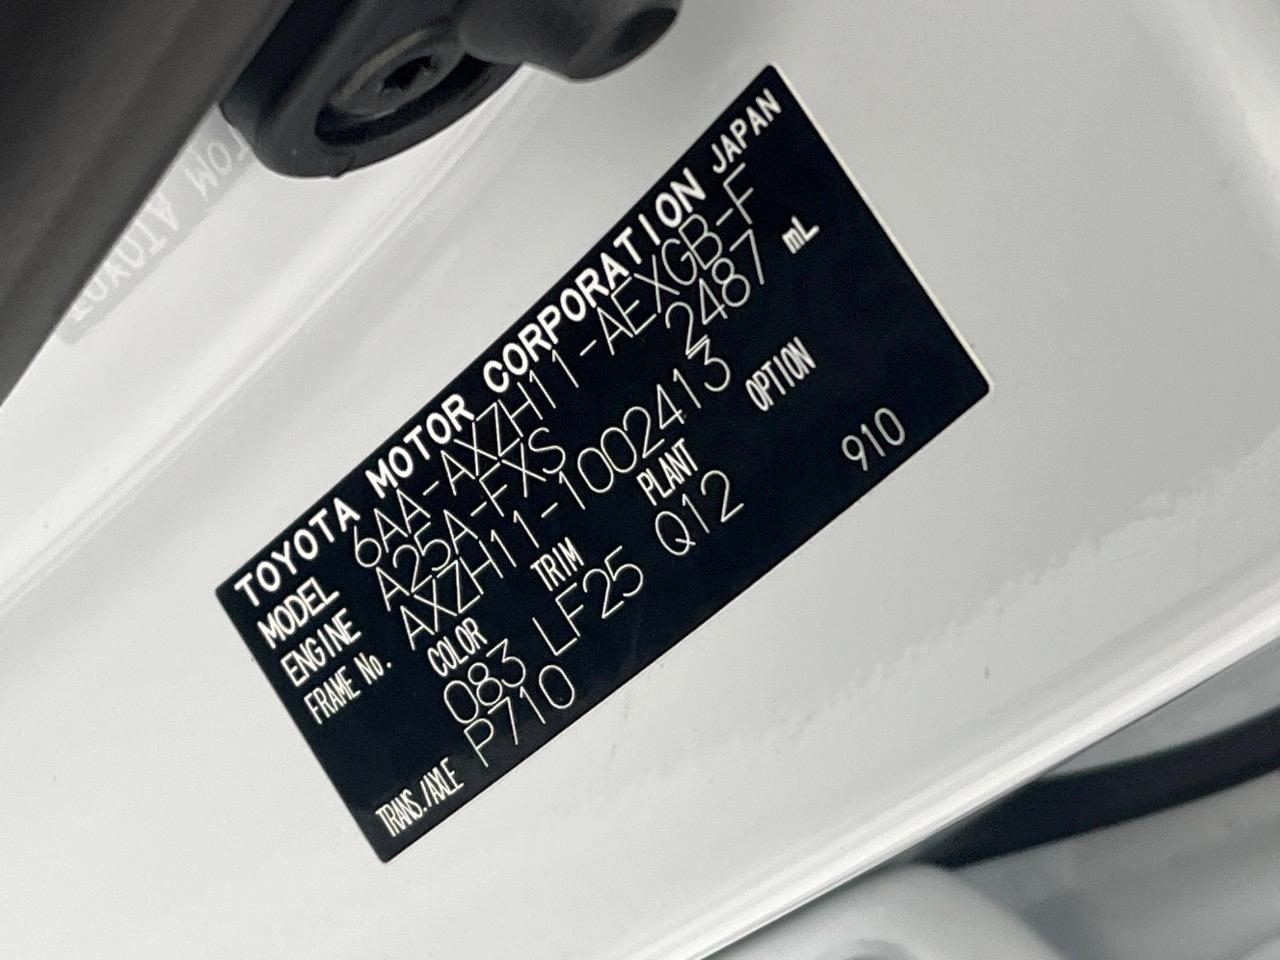 TOYOTA MOTOR CORPORATION JAPAN
MODEL 6AA-AXZH11-AEXGB-F
ENGINE A25A-FXS 2487 mL
FRAME No. AXZH11-1002413
COLOR TRIM PLANT OPTION
083 LF25 Q12 910
TRANS./AXLE P710